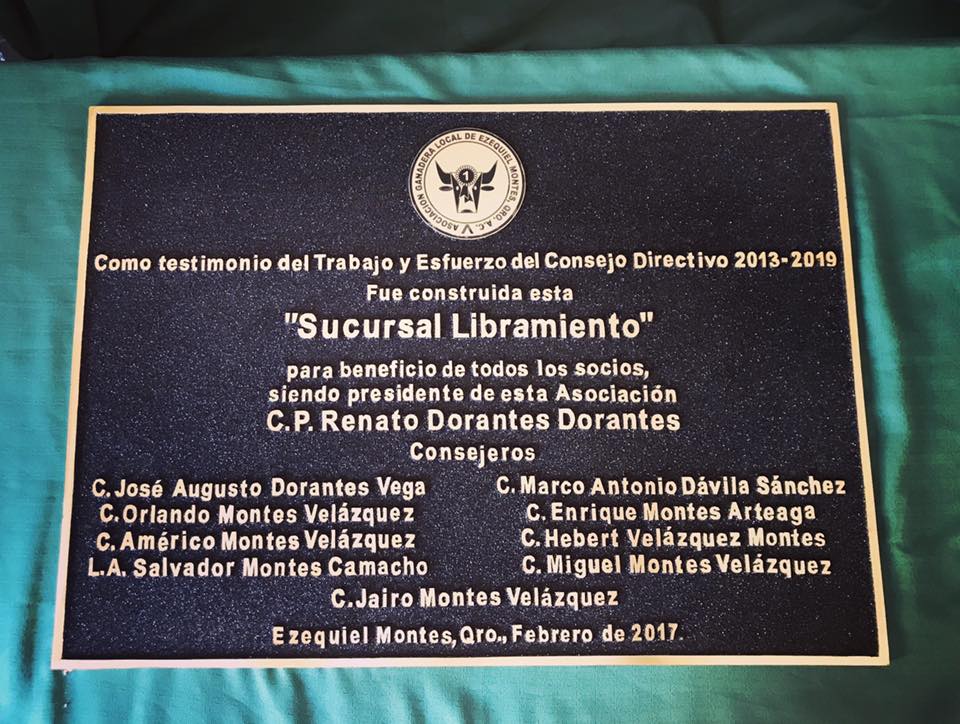 ASOCIACION GANADERA LOCAL DE EZEQUIEL MONTES, QRO. A.C.
1
Como testimonio del Trabajo y Esfuerzo del Consejo Directivo 2013-2019
Fue construida esta
"Sucursal Libramiento"
para beneficio de todos los socios,
siendo presidente de esta Asociación
C.P. Renato Dorantes Dorantes
Consejeros
C. José Augusto Dorantes Vega
C. Marco Antonio Dávila Sánchez
C. Orlando Montes Velázquez
C. Enrique Montes Arteaga
C. Américo Montes Velázquez
C. Hebert Velázquez Montes
L.A. Salvador Montes Camacho
C. Miguel Montes Velázquez
C. Jairo Montes Velázquez
Ezequiel Montes, Qro., Febrero de 2017.